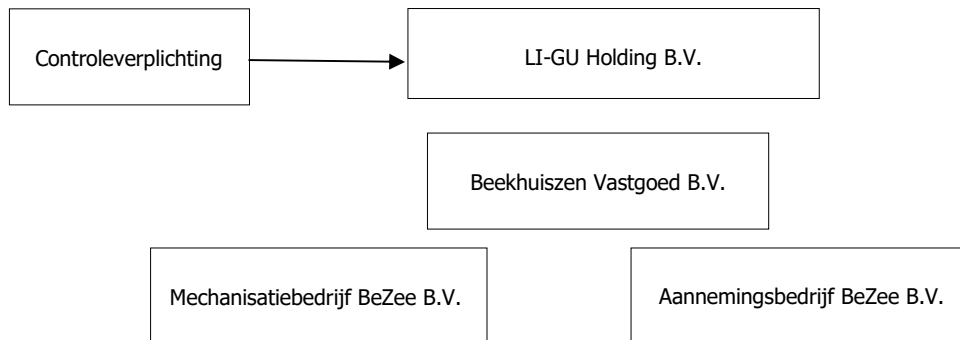 Controleverplichting
LI-GU Holding B.V.
Beekhuiszen Vastgoed B.V.
Mechanisatiebedrijf BeZee B.V.
Aannemingsbedrijf BeZee B.V.